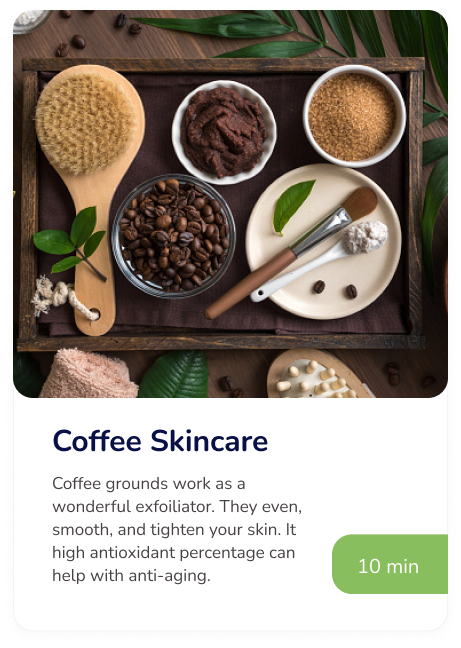 Coffee Skincare
Coffee grounds work as a
wonderful exfoiliator. They even,
smooth, and tighten your skin. It
high antioxidant percentage can
help with anti-aging.
10 min